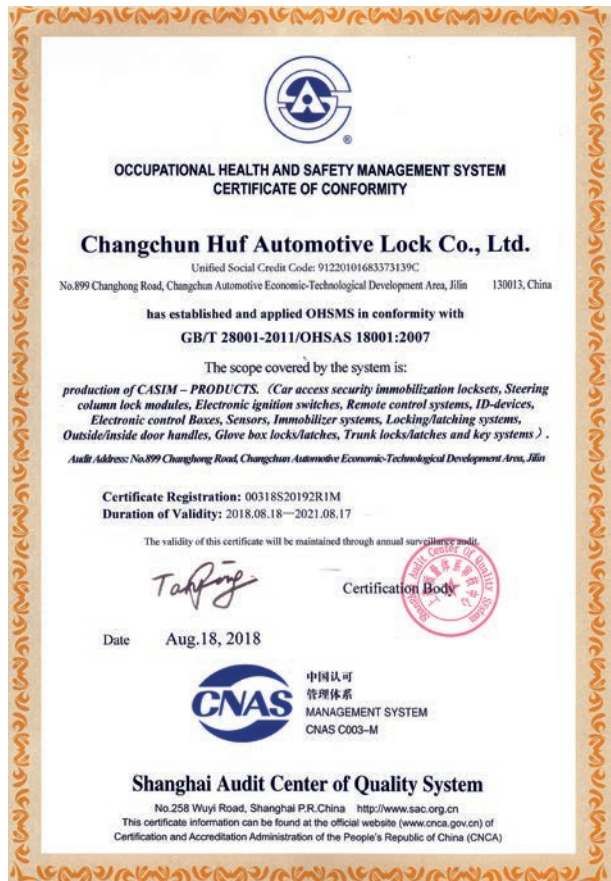 ®
OCCUPATIONAL HEALTH AND SAFETY MANAGEMENT SYSTEM
CERTIFICATE OF CONFORMITY
Changchun Huf Automotive Lock Co., Ltd.
Unified Social Credit Code: 91220101683373139C
No.899 Changhong Road, Changchun Automotive Economic-Technological Development Area, Jilin 130013, China
has established and applied OHSMS in conformity with
GB/T 28001-2011/OHSAS 18001:2007
The scope covered by the system is:
production of CASIM – PRODUCTS.（Car access security immobilization locksets, Steering
column lock modules, Electronic ignition switches, Remote control systems, ID-devices,
Electronic control Boxes, Sensors, Immobilizer systems, Locking/latching systems,
Outside/inside door handles, Glove box locks/latches, Trunk locks/latches and key systems）.
Audit Address: No.899 Changhong Road, Changchun Automotive Economic-Technological Development Area, Jilin
Certificate Registration: 00318S20192R1M
Duration of Validity: 2018.08.18—2021.08.17
The validity of this certificate will be maintained through annual surveillance audit.
Certification Body
Shanghai Audit Center Of Quality System
Date Aug.18, 2018
CNAS
中国认可
管理体系
MANAGEMENT SYSTEM
CNAS C003–M
Shanghai Audit Center of Quality System
No.258 Wuyi Road, Shanghai P.R.China http://www.sac.org.cn
This certificate information can be found at the official website (www.cnca.gov.cn) of
Certification and Accreditation Administration of the People's Republic of China (CNCA)